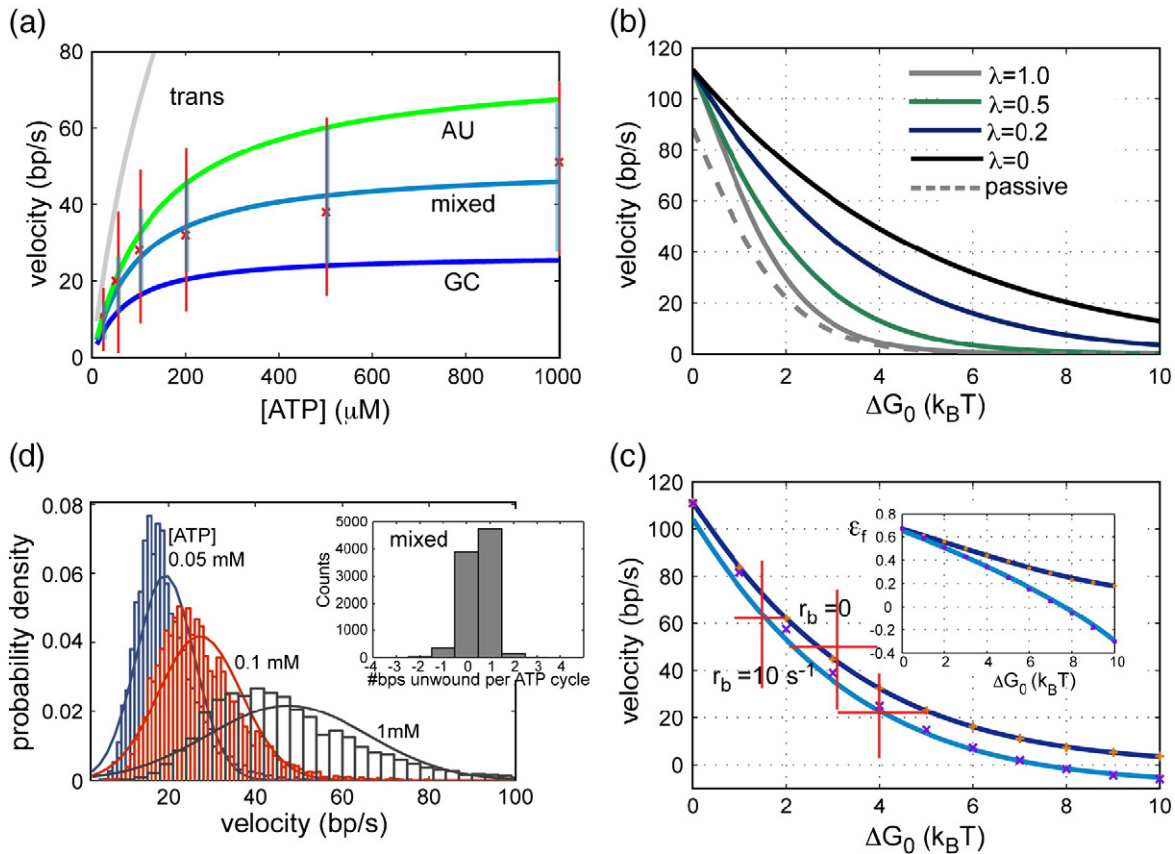 (a)
80
60
40
20
0
velocity (bp/s)
trans
AU
mixed
GC
0 200 400 600 800 1000
[ATP] (μM)
(b)
120
100
80
60
40
20
0
velocity (bp/s)
λ=1.0
λ=0.5
λ=0.2
λ=0
passive
0 2 4 6 8 10
ΔG₀ (k_BT)
(d)
0.08
0.06
0.04
0.02
0
probability density
[ATP]
0.05 mM
0.1 mM
1mM
20 40 60 80 100
velocity (bp/s)
mixed
5000
4000
3000
2000
1000
0
Counts
-4 -3 -2 -1 0 1 2 3 4
#bps unwound per ATP cycle
(c)
120
100
80
60
40
20
0
velocity (bp/s)
r_b =0
r_b =10 s⁻¹
0 2 4 6 8 10
ΔG₀ (k_BT)
ε_f
0.8
0.6
0.4
0.2
0
-0.2
-0.4
0 2 4 6 8 10
ΔG₀ (k_BT)